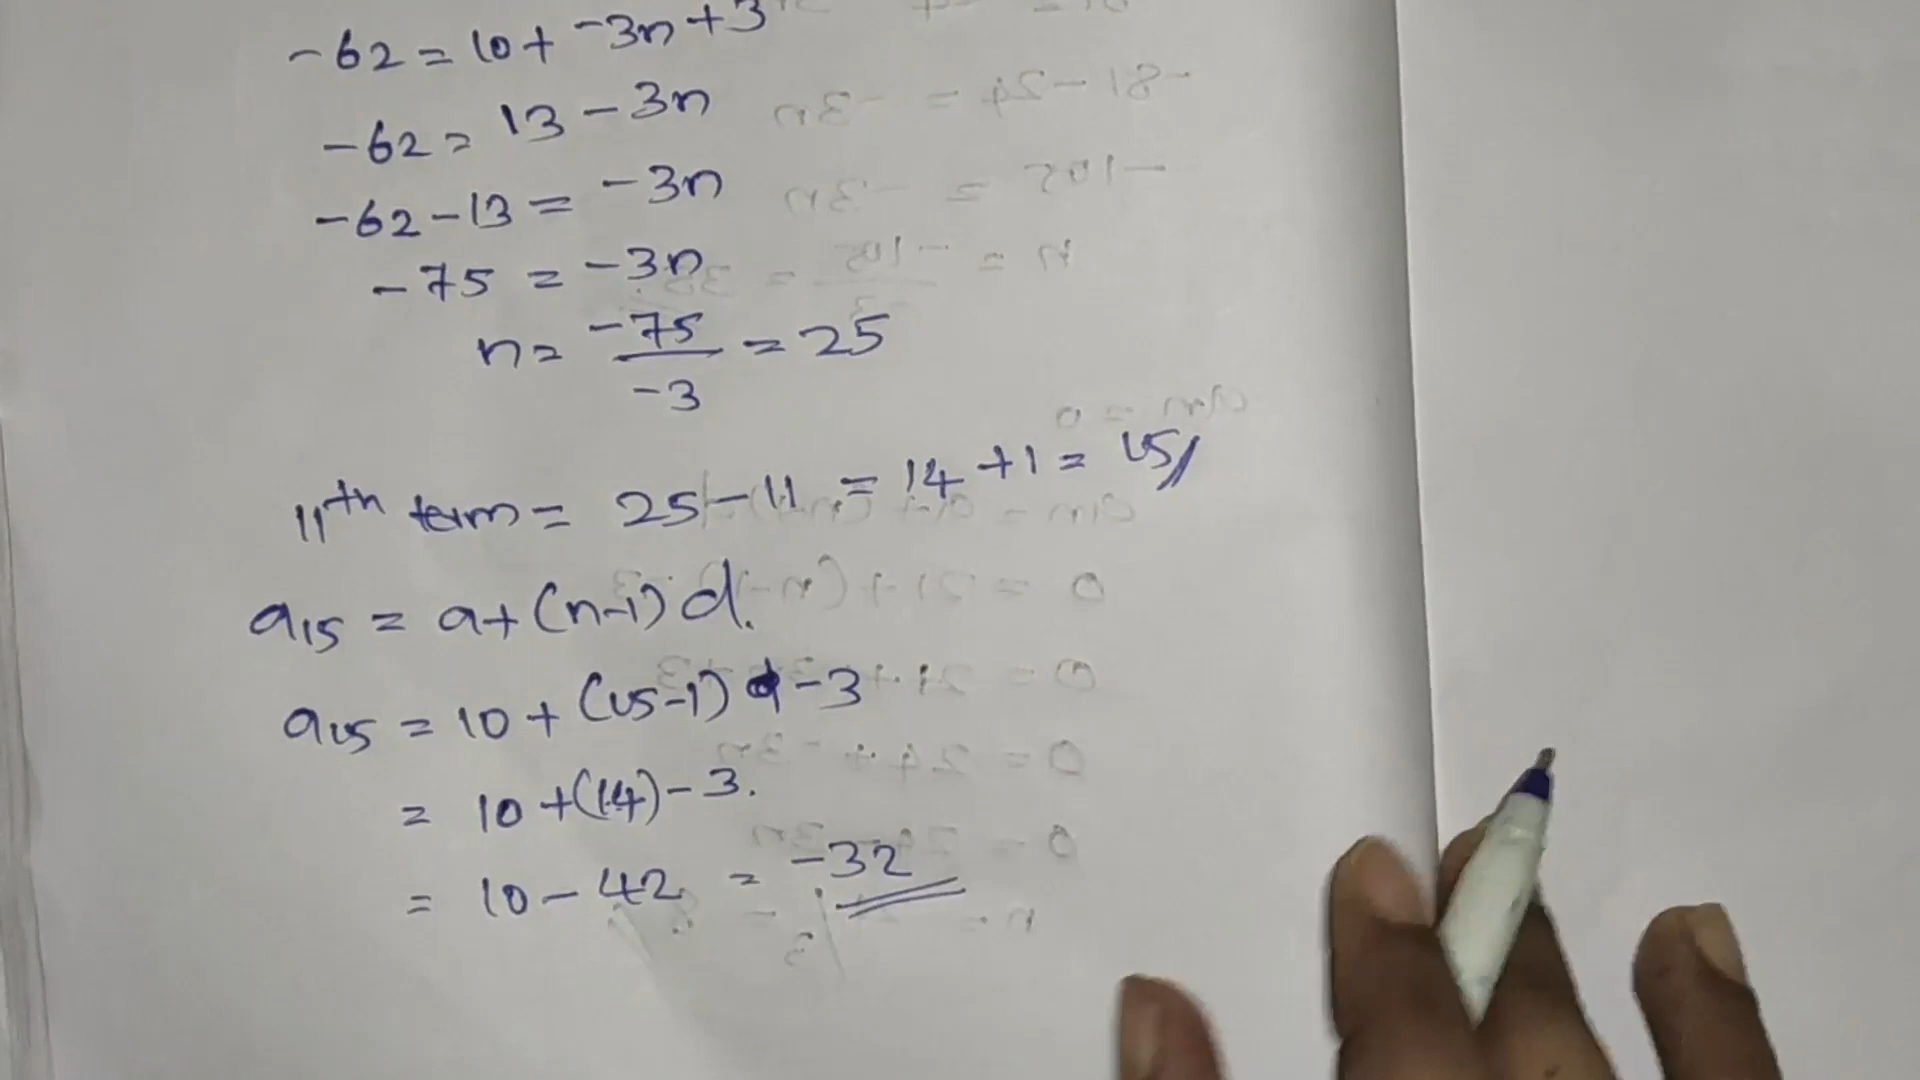 -62 = 10 + -3n + 3
-62 = 13 - 3n
-62 - 13 = -3n
-75 = -3n
n = -75/-3 = 25
11th term = 25 - 11 = 14 + 1 = 15//
a15 = a + (n-1) d.
a15 = 10 + (15-1) -3
= 10 + (14) - 3.
= 10 - 42 = -32